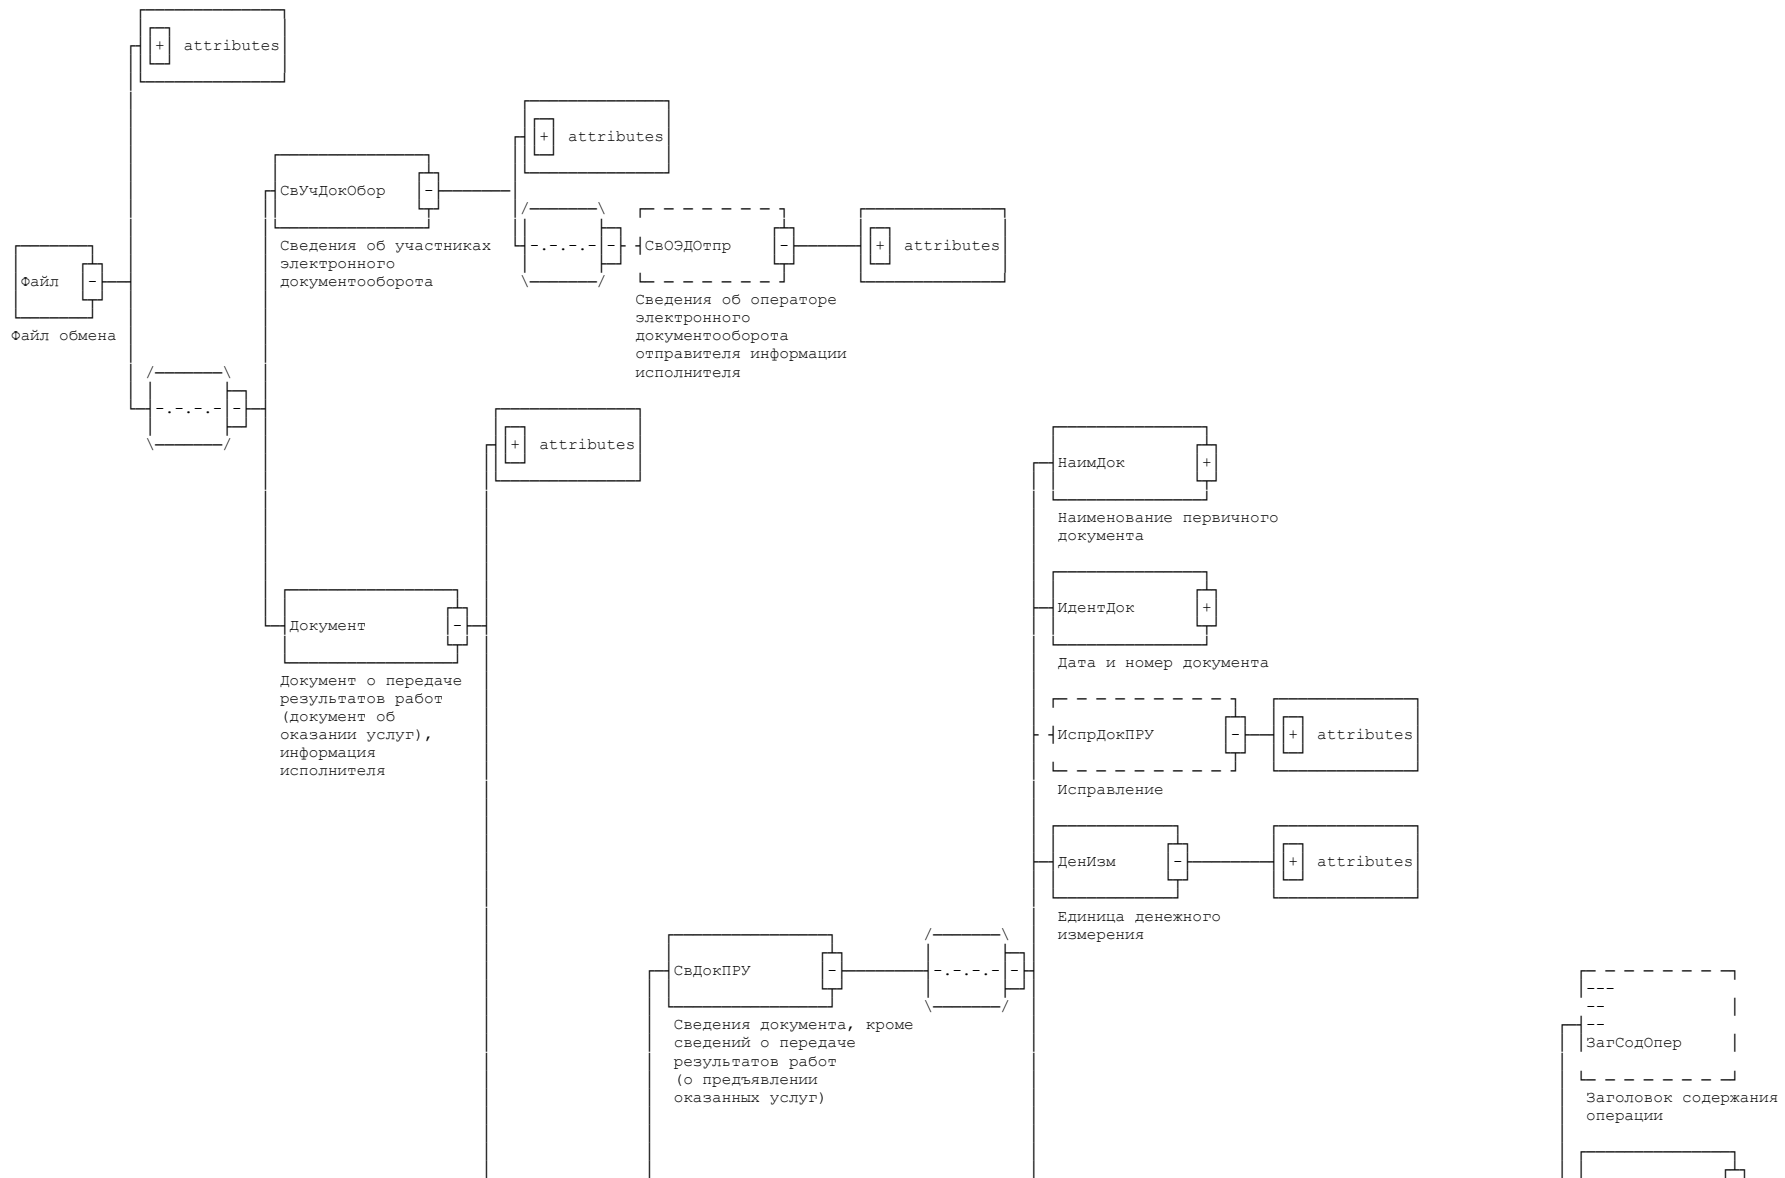 + attributes
+ attributes
СвУчДокОбор -
-.-.-.- -
СвОЭДОтпр -
+ attributes
Сведения об участниках
электронного
документооборота
Файл -
Файл обмена
Сведения об операторе
электронного
документооборота
отправителя информации
исполнителя
-.-.-.- -
+ attributes
НаимДок +
Наименование первичного
документа
ИдентДок +
Дата и номер документа
Документ -
Документ о передаче
результатов работ
(документ об
оказании услуг),
информация
исполнителя
ИспрДокПРУ -
+ attributes
Исправление
ДенИзм -
+ attributes
Единица денежного
измерения
СвДокПРУ -
-.-.-.- -
Сведения документа, кроме
сведений о передаче
результатов работ
(о предъявлении
оказанных услуг)
---
--
--
ЗагСодОпер
Заголовок содержания
операции